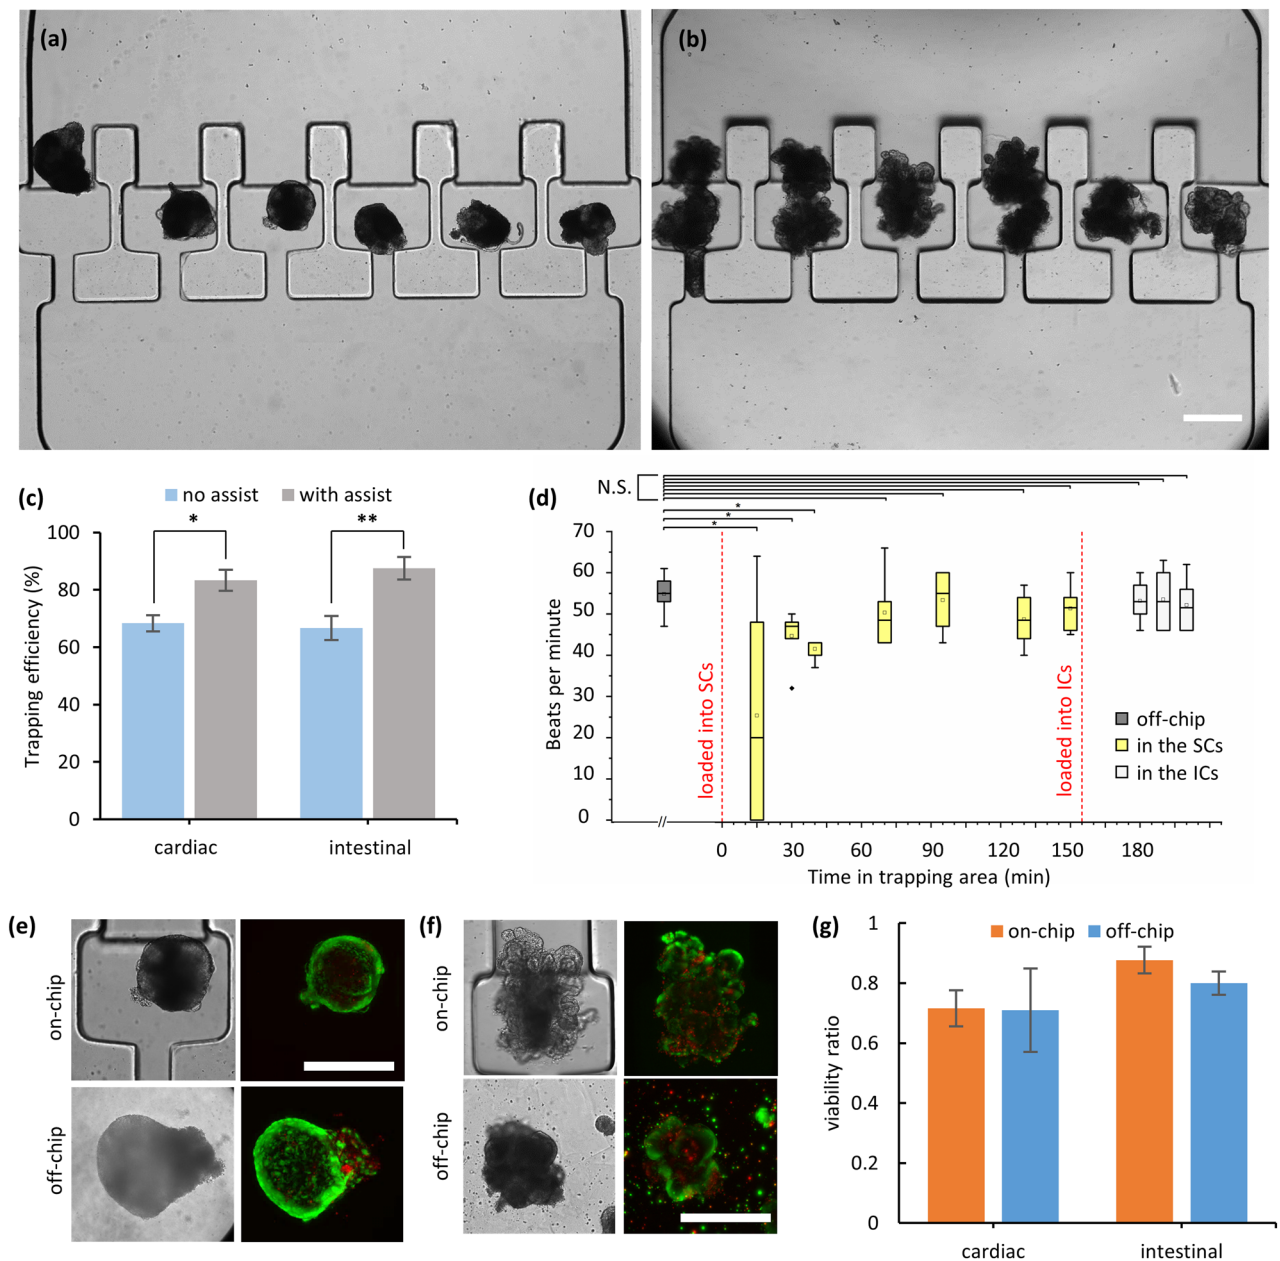 (a)
(b)
(c)
no assist
with assist
*
**
Trapping efficiency (%)
100
80
60
40
20
0
cardiac
intestinal
(d)
N.S.
*
*
*
70
60
50
40
30
20
10
0
Beats per minute
loaded into SCs
loaded into ICs
off-chip
in the SCs
in the ICs
0 30 60 90 120 150 180
Time in trapping area (min)
(e)
on-chip
off-chip
(f)
on-chip
off-chip
(g)
on-chip
off-chip
viability ratio
1
0.8
0.6
0.4
0.2
0
cardiac
intestinal